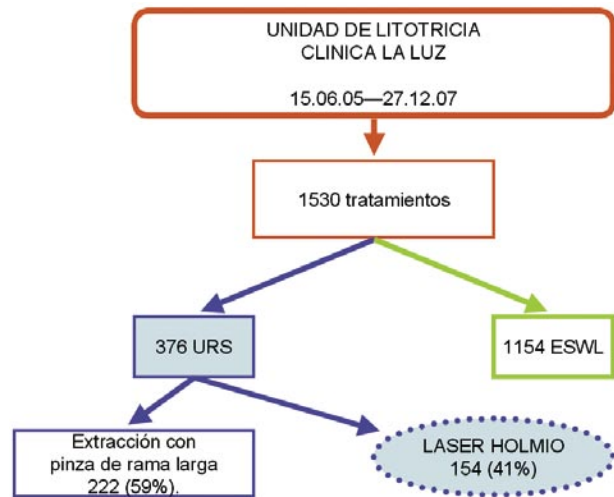 UNIDAD DE LITOTRICIA
CLINICA LA LUZ
15.06.05—27.12.07
1530 tratamientos
376 URS
1154 ESWL
Extracción con
pinza de rama larga
222 (59%).
LASER HOLMIO
154 (41%)